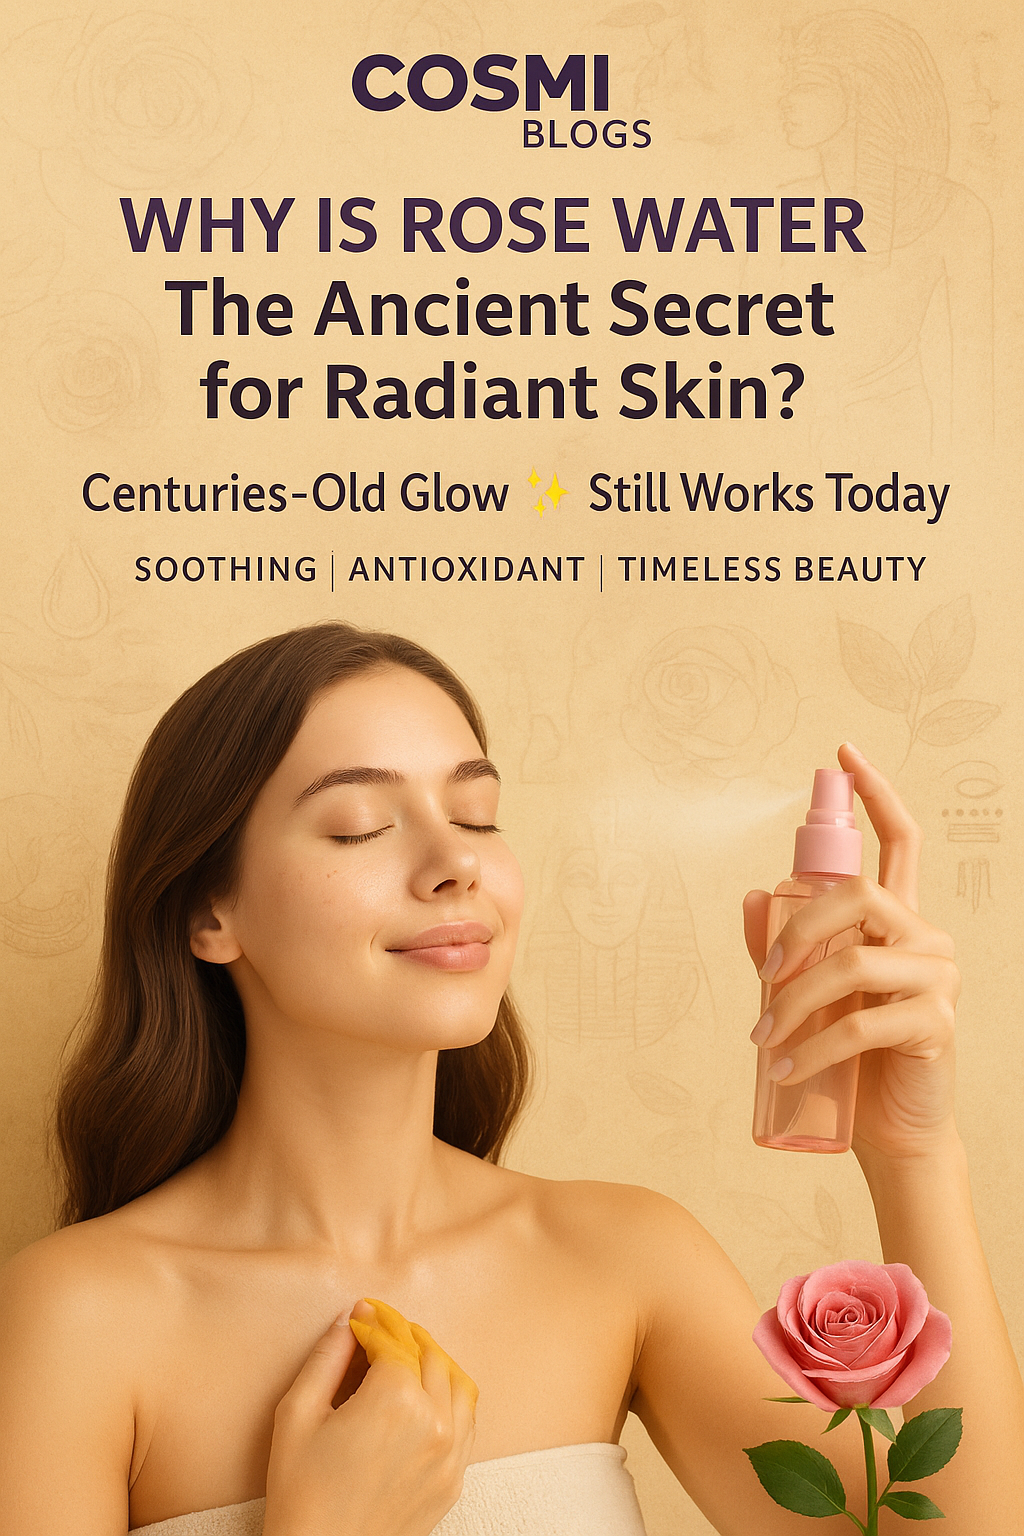 COSMI
BLOGS
WHY IS ROSE WATER
The Ancient Secret
for Radiant Skin?
Centuries-Old Glow ✨ Still Works Today
SOOTHING | ANTIOXIDANT | TIMELESS BEAUTY